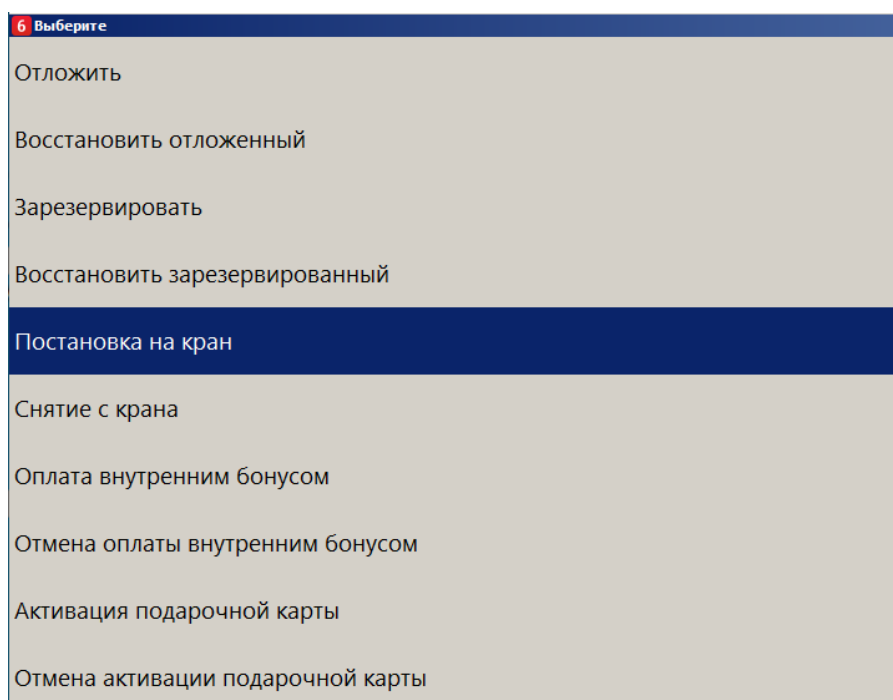 6 Выберите
Отложить
Восстановить отложенный
Зарезервировать
Восстановить зарезервированный
Постановка на кран
Снятие с крана
Оплата внутренним бонусом
Отмена оплаты внутренним бонусом
Активация подарочной карты
Отмена активации подарочной карты